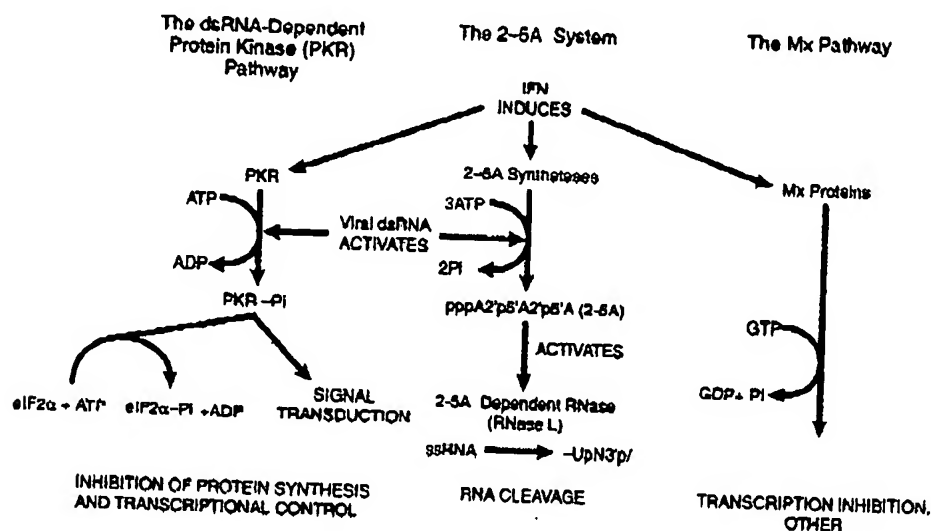 The dsRNA-Dependent
Protein Kinase (PKR)
Pathway
The 2–5A System
The Mx Pathway
IFN
INDUCES
PKR
2–5A Synthetases
Mx Proteins
ATP
3ATP
Viral dsRNA
ACTIVATES
ADP
2Pi
PKR –Pi
pppA2'p5'A2'p5'A (2-5A)
GTP
ACTIVATES
eIF2α + ATP
eIF2α–Pi +ADP
SIGNAL
TRANSDUCTION
2-5A Dependent RNase
(RNase L)
GDP+ Pi
ssRNA
–UpN3'p/
INHIBITION OF PROTEIN SYNTHESIS
AND TRANSCRIPTIONAL CONTROL
RNA CLEAVAGE
TRANSCRIPTION INHIBITION,
OTHER